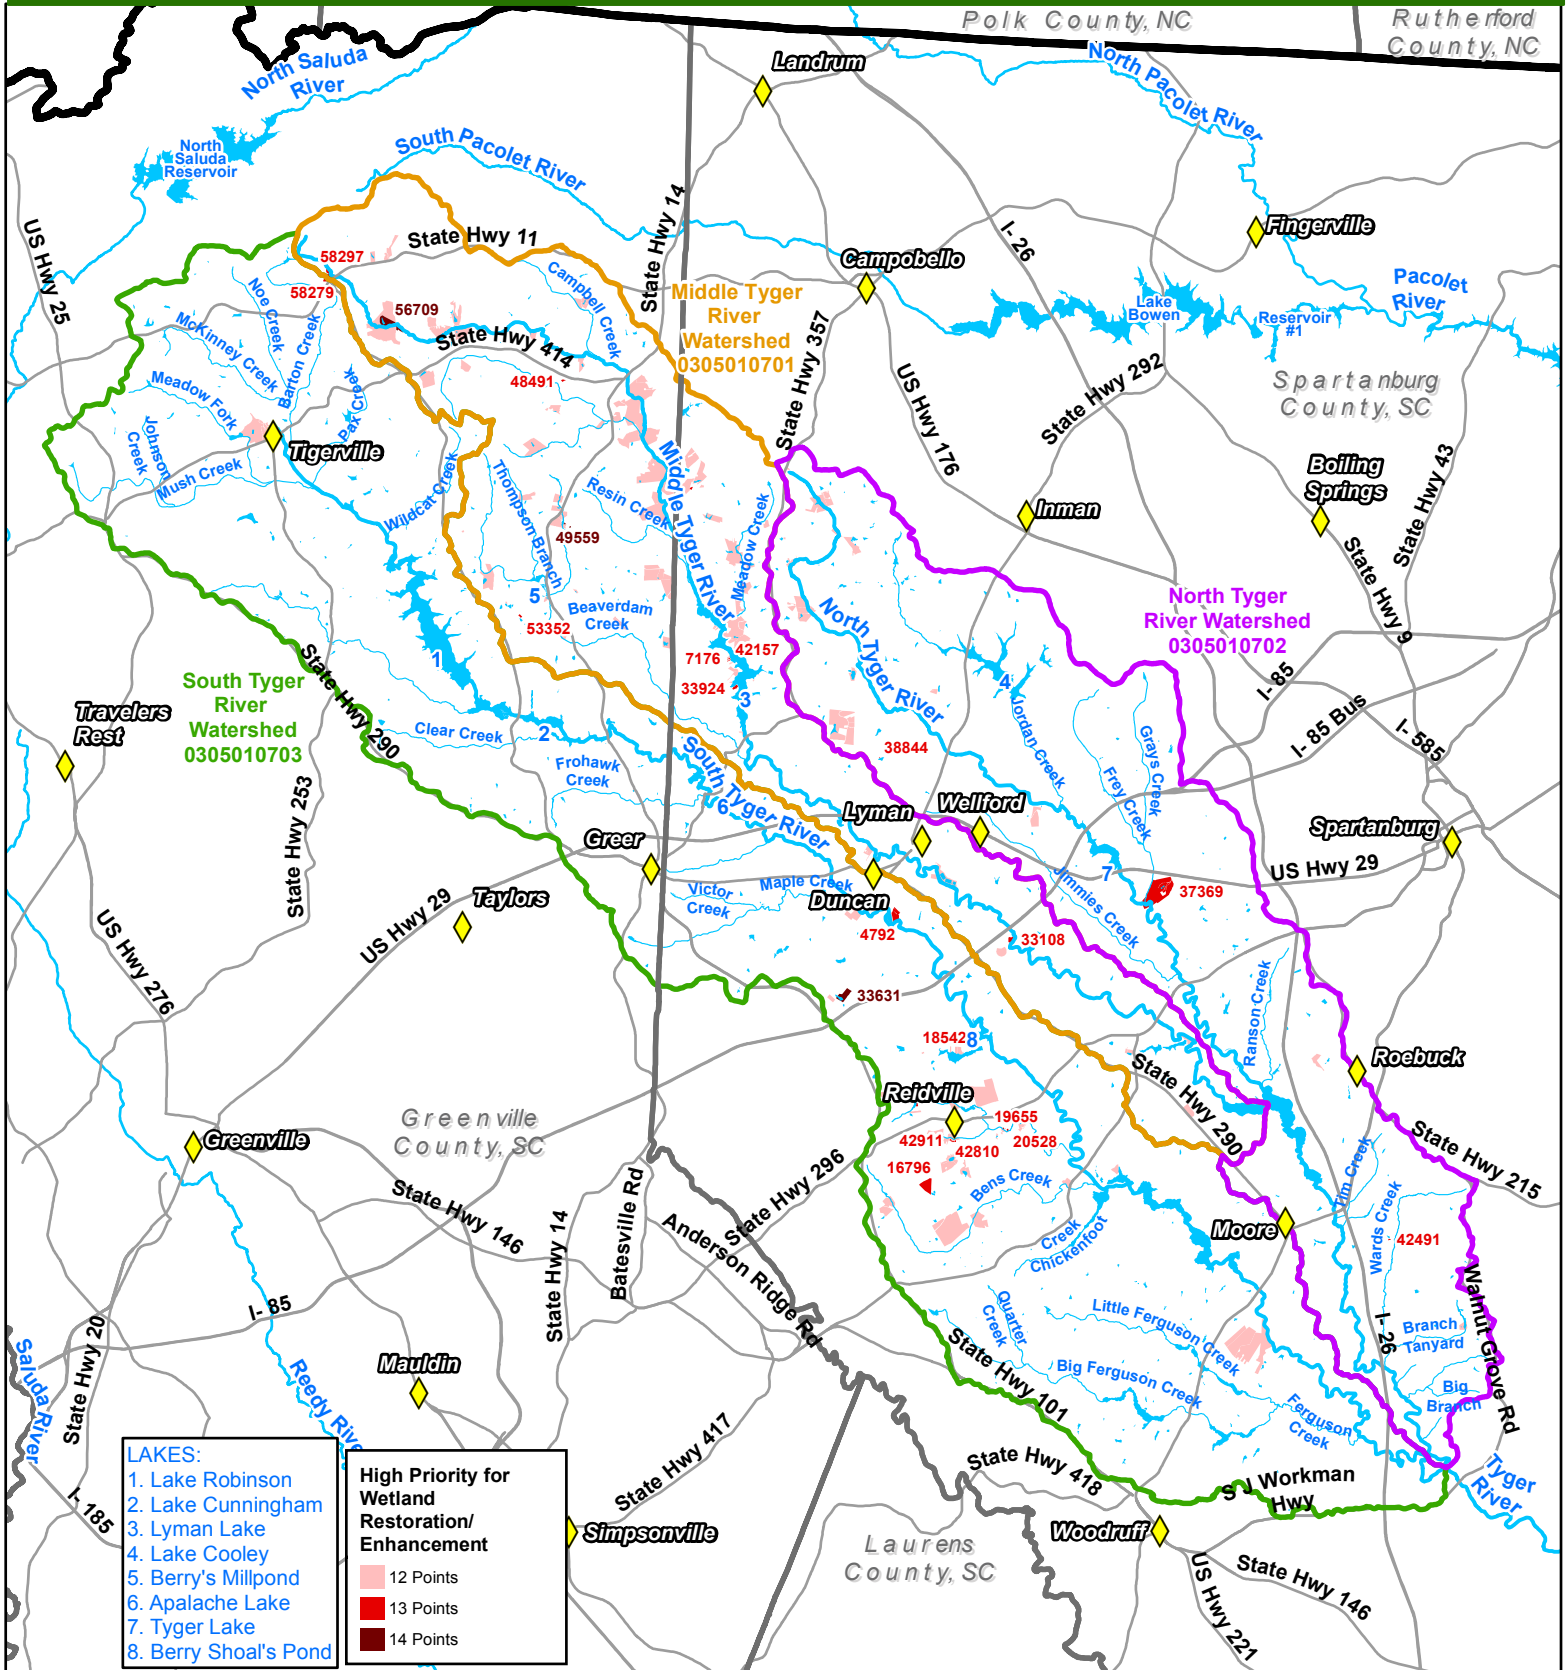 Polk County, NC
Rutherford
County, NC
North Saluda
River
Landrum
North Pacolet River
North
Saluda
Reservoir
South Pacolet River
US Hwy 25
State Hwy 14
State Hwy 11
I- 26
Fingerville
Campobello
58297
58279
Noe Creek
Campbell Creek
Middle Tyger
River
Watershed
0305010701
Pacolet
River
Lake
Bowen
Reservoir
#1
56709
McKinney Creek
Barton Creek
State Hwy 414
State Hwy 357
US Hwy 176
State Hwy 292
Spartanburg
County, SC
Meadow Fork
Pax Creek
48491
Johnson
Creek
Tigerville
Mush Creek
Wildcat Creek
Thompson Branch
Resin Creek
Middle Tyger River
Meadow Creek
Inman
Boiling
Springs
State Hwy 43
State Hwy 9
49559
5
Beaverdam
Creek
53352
North Tyger River
North Tyger
River Watershed
0305010702
7176
42157
33924
3
1
State Hwy 290
South Tyger
River
Watershed
0305010703
Travelers
Rest
4
Jordan Creek
Grays Creek
Frey Creek
I- 85
I- 85 Bus
I- 585
Clear Creek
2
Frohawk
Creek
South Tyger River
6
38844
State Hwy 253
Lyman
Wellford
Greer
Spartanburg
US Hwy 29
7
Jimmies Creek
37369
Victor
Creek
Maple Creek
Duncan
4792
Taylors
US Hwy 29
US Hwy 276
33108
33631
Ranson Creek
18542
8
Roebuck
State Hwy 290
Reidville
19655
42911
20528
42810
16796
Bens Creek
Greenville
County, SC
Greenville
State Hwy 215
State Hwy 296
State Hwy 146
Batesville Rd
State Hwy 14
Anderson Ridge Rd
Creek
Chickenfoot
Moore
Tim Creek
Wards Creek
42491
Walnut Grove Rd
I- 85
State Hwy 20
Saluda River
Quarter
Creek
Little Ferguson Creek
Big Ferguson Creek
Ferguson
Creek
I- 26
Branch
Tanyard
Big
Branch
State Hwy 101
Mauldin
Reedy River
I- 185
State Hwy 417
State Hwy 418
S J Workman
Hwy
Tyger
River
Simpsonville
Laurens
County, SC
Woodruff
US Hwy 221
State Hwy 146
LAKES:
1. Lake Robinson
2. Lake Cunningham
3. Lyman Lake
4. Lake Cooley
5. Berry's Millpond
6. Apalache Lake
7. Tyger Lake
8. Berry Shoal's Pond
High Priority for
Wetland
Restoration/
Enhancement
12 Points
13 Points
14 Points